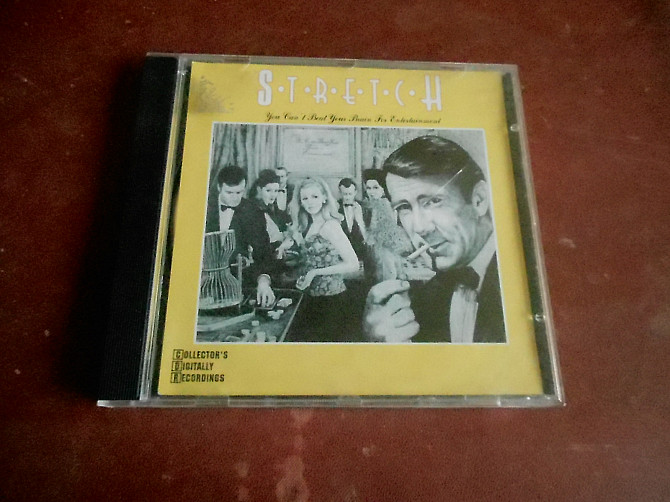 S·T·R·E·T·C·H
You Can't Beat Your Brain For Entertainment
COLLECTOR'S
DIGITALLY
RECORDINGS